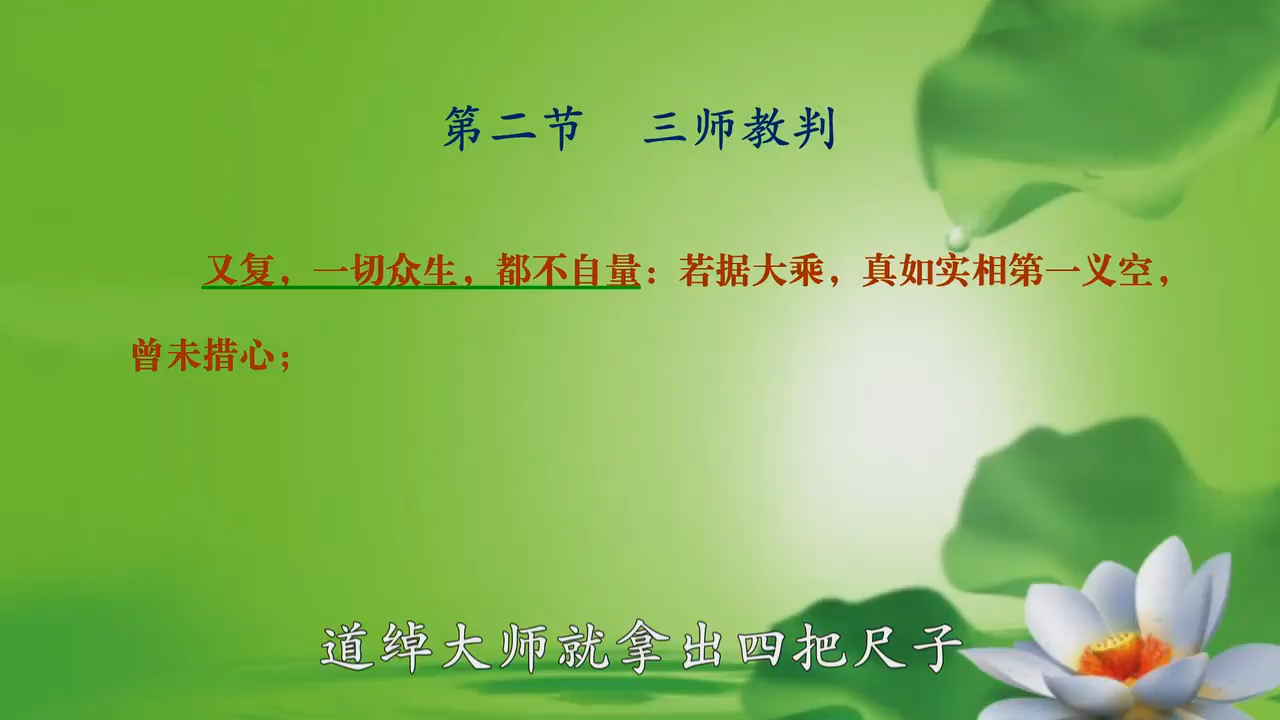 第二节 三师教判
又复，一切众生，都不自量：若据大乘，真如实相第一义空，
曾未措心；
道绰大师就拿出四把尺子